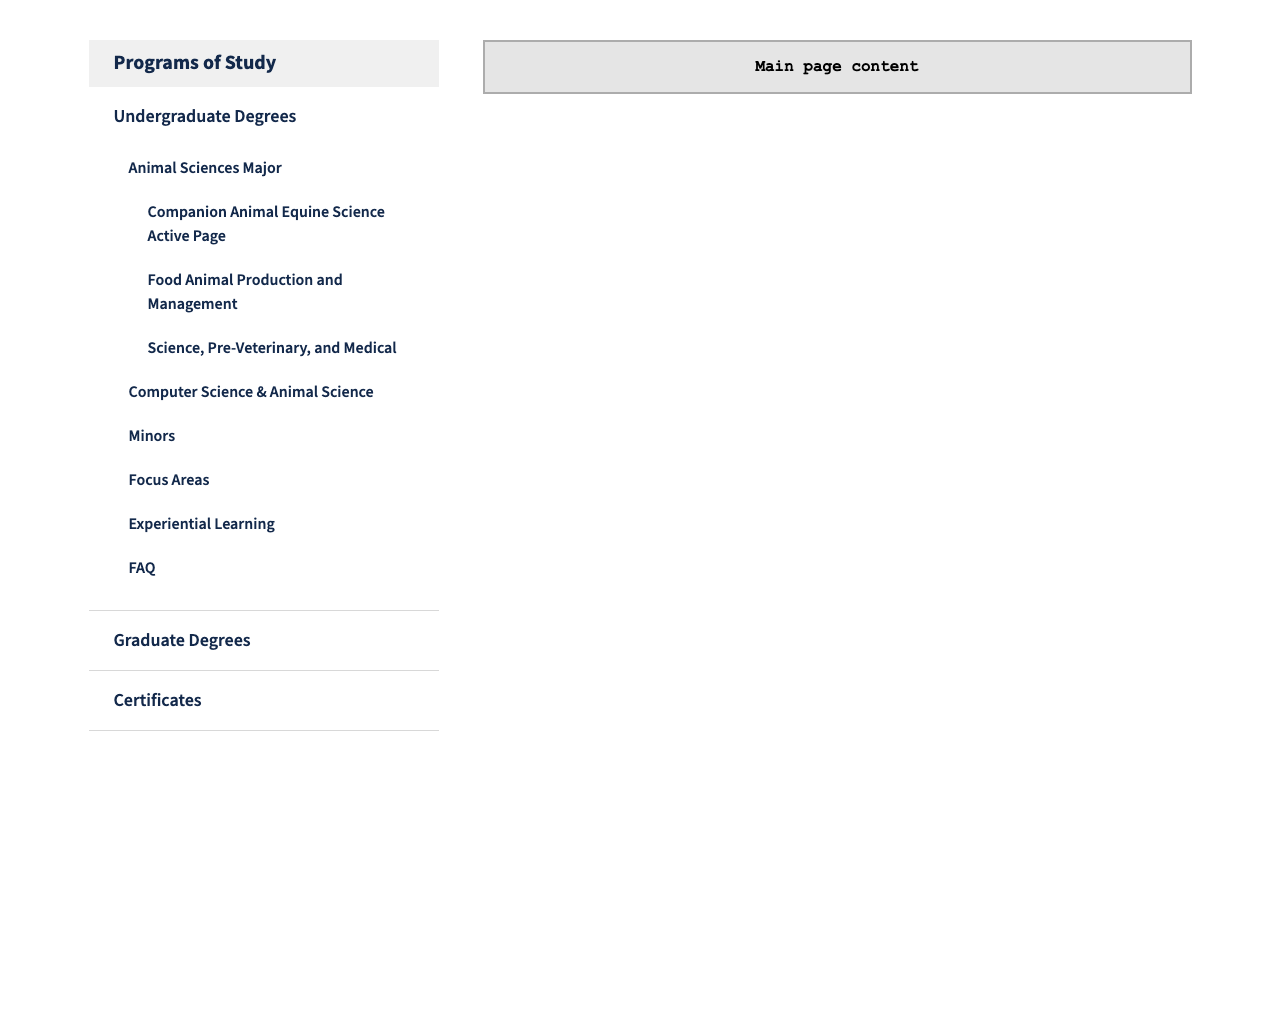 Programs of Study
Main page content
Undergraduate Degrees
Animal Sciences Major
Companion Animal Equine Science
Active Page
Food Animal Production and
Management
Science, Pre-Veterinary, and Medical
Computer Science & Animal Science
Minors
Focus Areas
Experiential Learning
FAQ
Graduate Degrees
Certificates